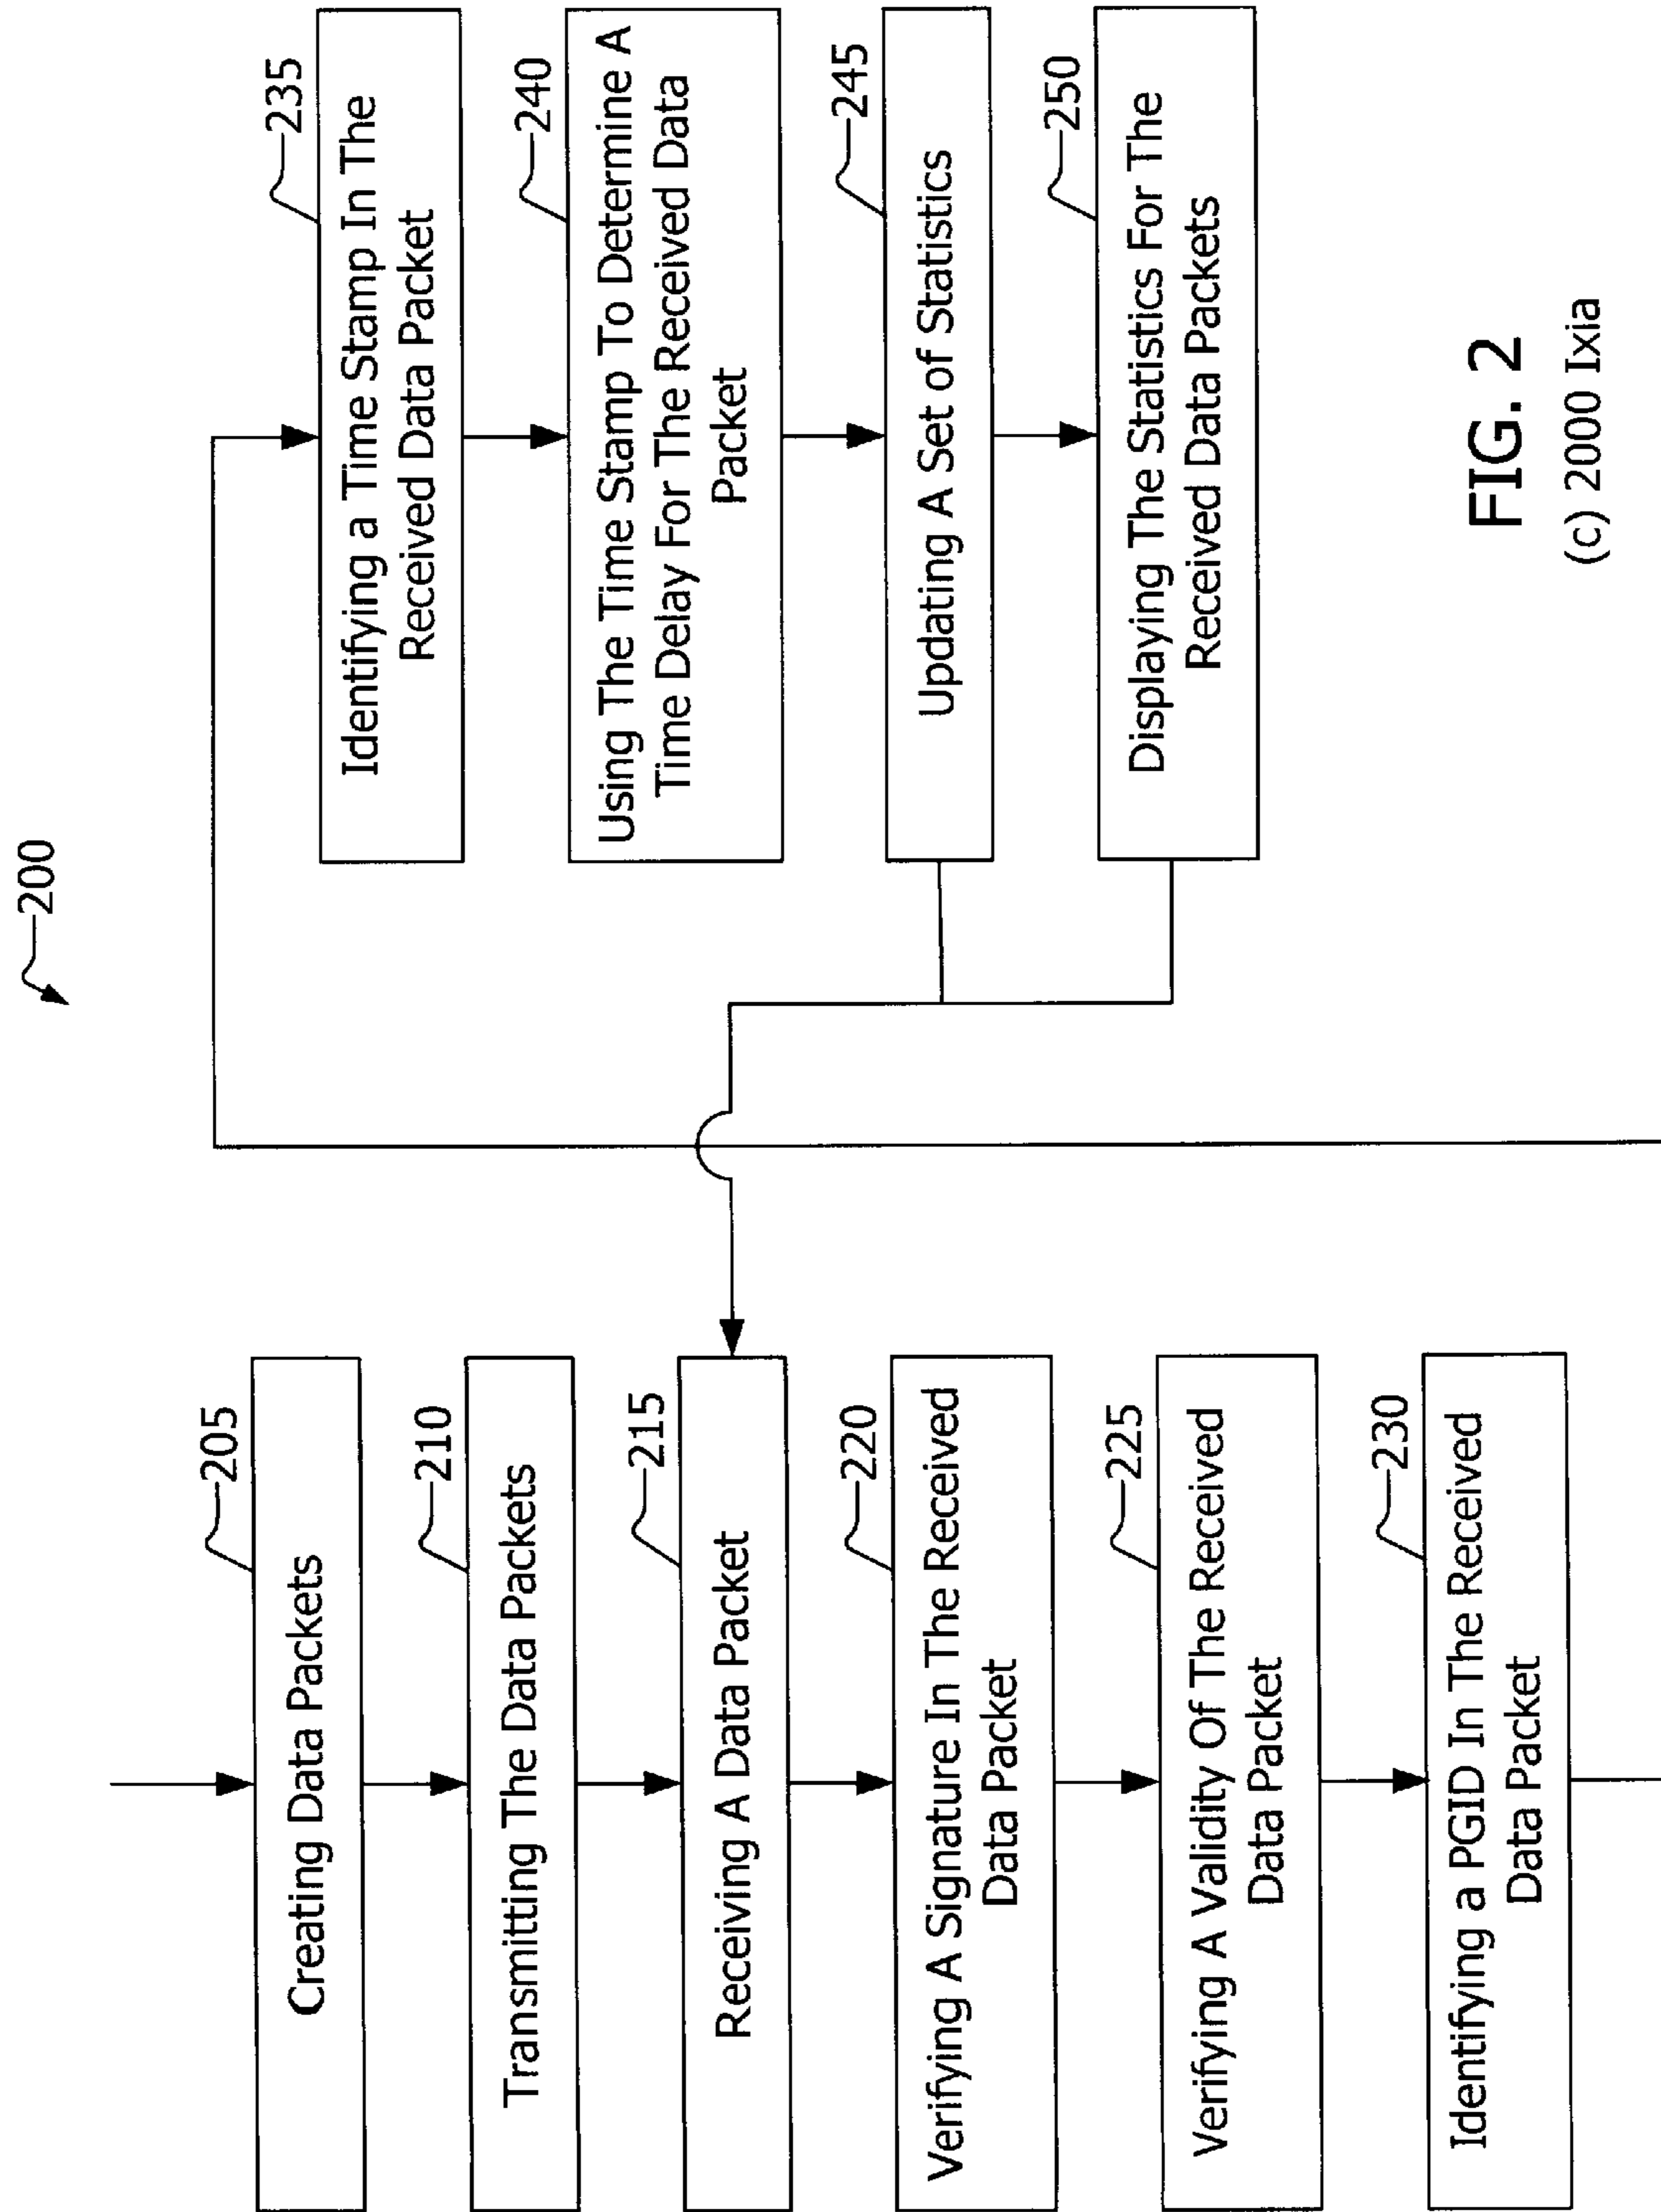 200
205
Creating Data Packets
210
Transmitting The Data Packets
215
Receiving A Data Packet
220
Verifying A Signature In The Received
Data Packet
225
Verifying A Validity Of The Received
Data Packet
230
Identifying a PGID In The Received
Data Packet
235
Identifying a Time Stamp In The
Received Data Packet
240
Using The Time Stamp To Determine A
Time Delay For The Received Data
Packet
245
Updating A Set of Statistics
250
Displaying The Statistics For The
Received Data Packets
FIG. 2
(c) 2000 Ixia